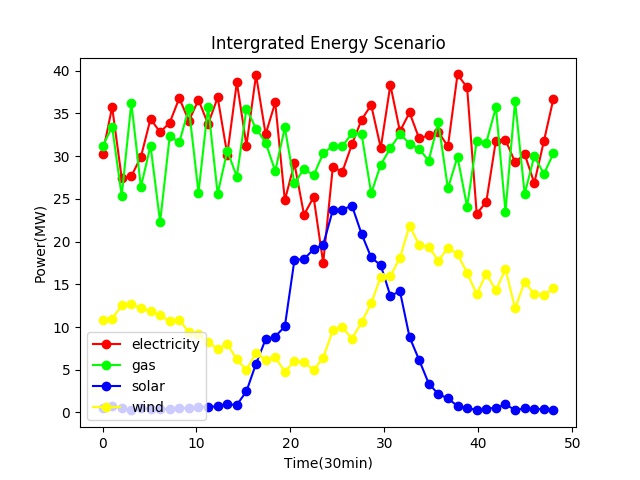 Intergrated Energy Scenario
Power(MW)
40
35
30
25
20
15
10
5
0
electricity
gas
solar
wind
0 10 20 30 40 50
Time(30min)